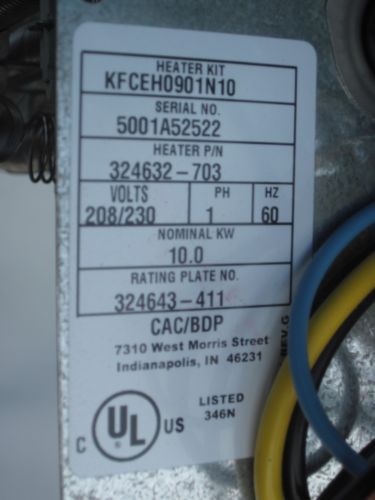 HEATER KIT
KFCEH0901N10
SERIAL NO.
5001A52522
HEATER P/N
324632-703
VOLTS PH HZ
208/230 1 60
NOMINAL KW
10.0
RATING PLATE NO.
324643-411
CAC/BDP
7310 West Morris Street
Indianapolis, IN 46231
REV G
C UL US
LISTED
346N